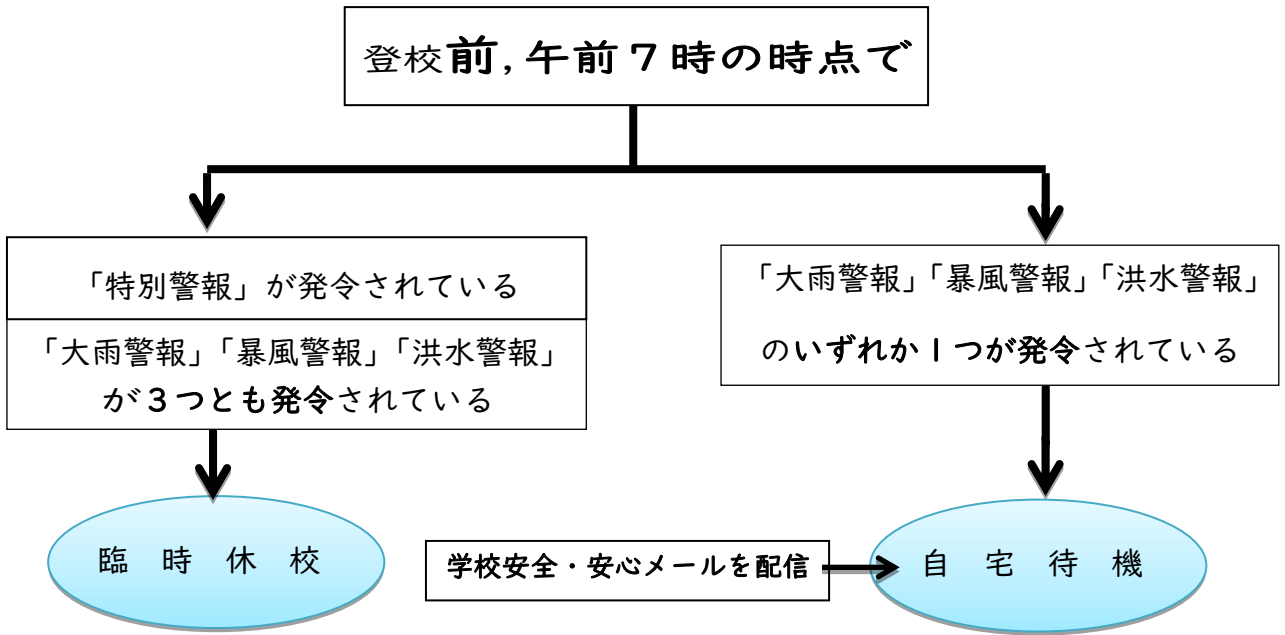 登校前,午前７時の時点で
「特別警報」が発令されている
「大雨警報」「暴風警報」「洪水警報」
が３つとも発令されている
「大雨警報」「暴風警報」「洪水警報」
のいずれか１つが発令されている
臨　時　休　校
学校安全・安心メールを配信
自　宅　待　機